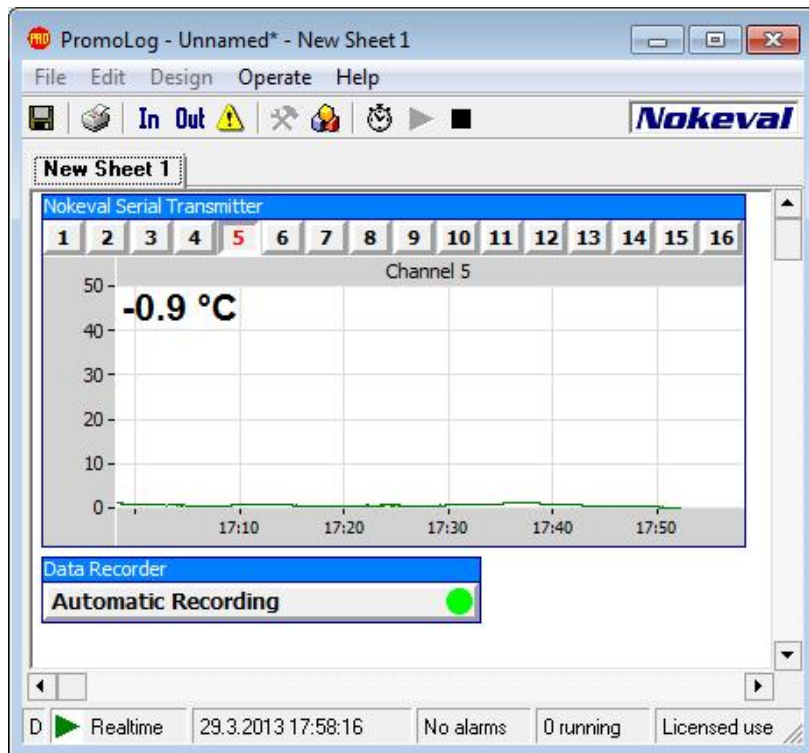 PRO PromoLog - Unnamed* - New Sheet 1
File Edit Design Operate Help
In Out Nokeval
New Sheet 1
Nokeval Serial Transmitter
1 2 3 4 5 6 7 8 9 10 11 12 13 14 15 16
Channel 5
50
-0.9 °C
40
30
20
10
0
17:10 17:20 17:30 17:40 17:50
Data Recorder
Automatic Recording
D Realtime 29.3.2013 17:58:16 No alarms 0 running Licensed use